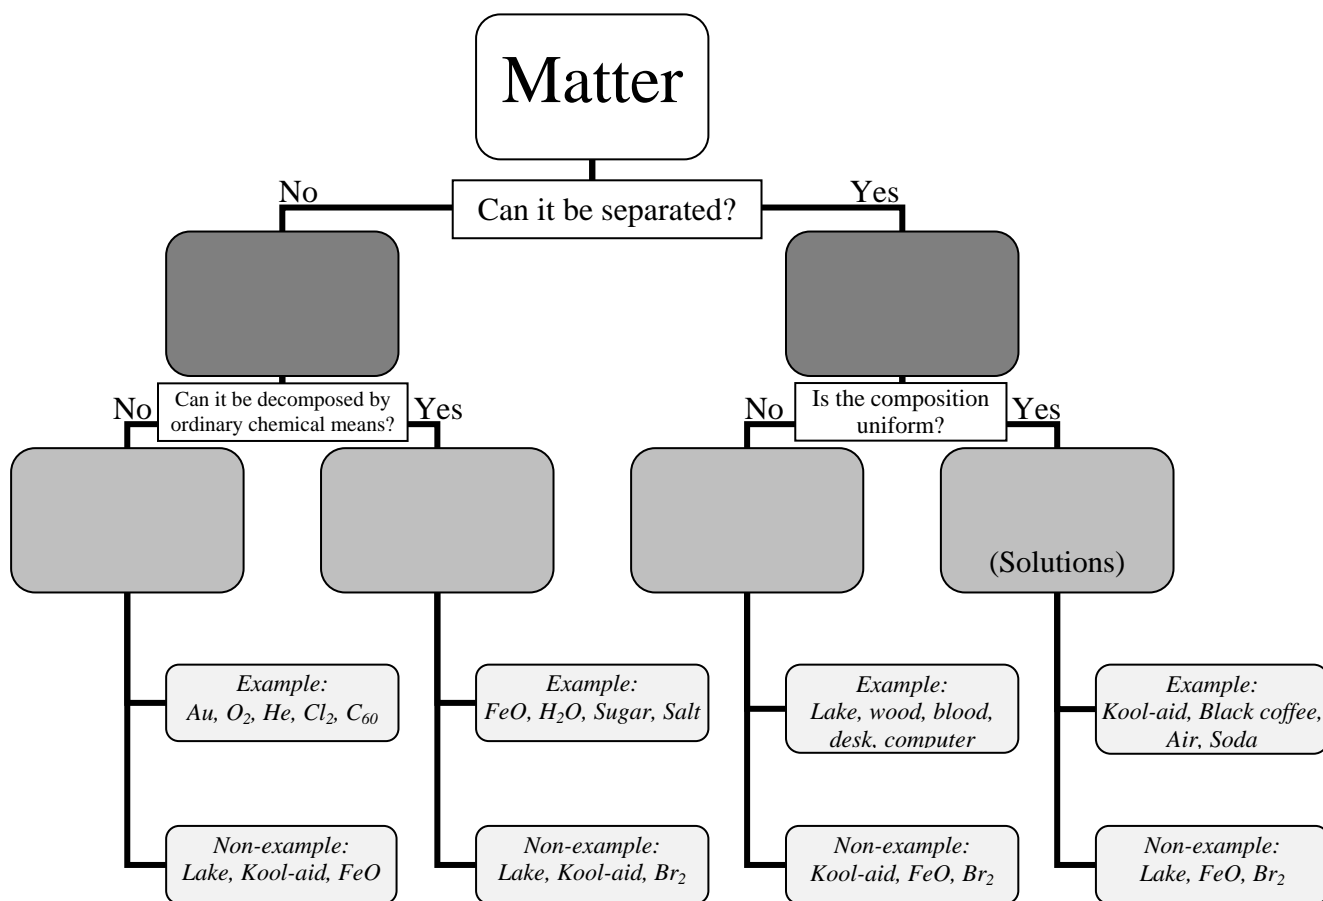 Matter
No
Can it be separated?
Yes
No
Can it be decomposed by
ordinary chemical means?
Yes
No
Is the composition
uniform?
Yes
(Solutions)
Example:
Au, O₂, He, Cl₂, C₆₀
Example:
FeO, H₂O, Sugar, Salt
Example:
Lake, wood, blood,
desk, computer
Example:
Kool-aid, Black coffee,
Air, Soda
Non-example:
Lake, Kool-aid, FeO
Non-example:
Lake, Kool-aid, Br₂
Non-example:
Kool-aid, FeO, Br₂
Non-example:
Lake, FeO, Br₂